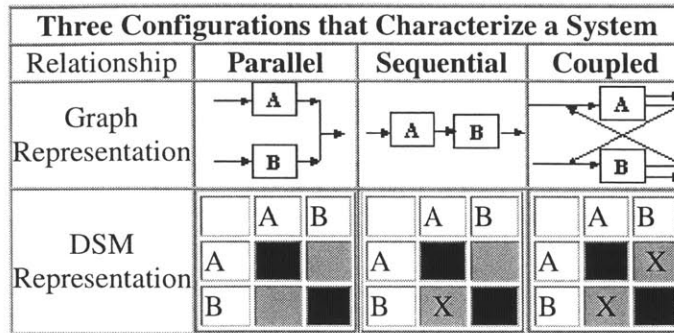 Three Configurations that Characterize a System
Relationship Parallel Sequential Coupled
Graph Representation
A
B
A B
A
B
DSM Representation
A B A B A B
A A A X
B B X B X